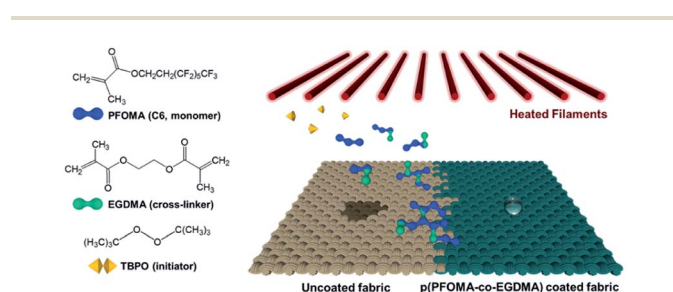 O
CH₂
OCH₂CH₂(CF₂)₅CF₃
CH₃
PFOMA (C6, monomer)
CH₃
O
CH₂
O
O
CH₂
O
CH₃
EGDMA (cross-linker)
(H₃C)₃C
O
O
C(CH₃)₃
TBPO (initiator)
Heated Filaments
Uncoated fabric
p(PFOMA-co-EGDMA) coated fabric